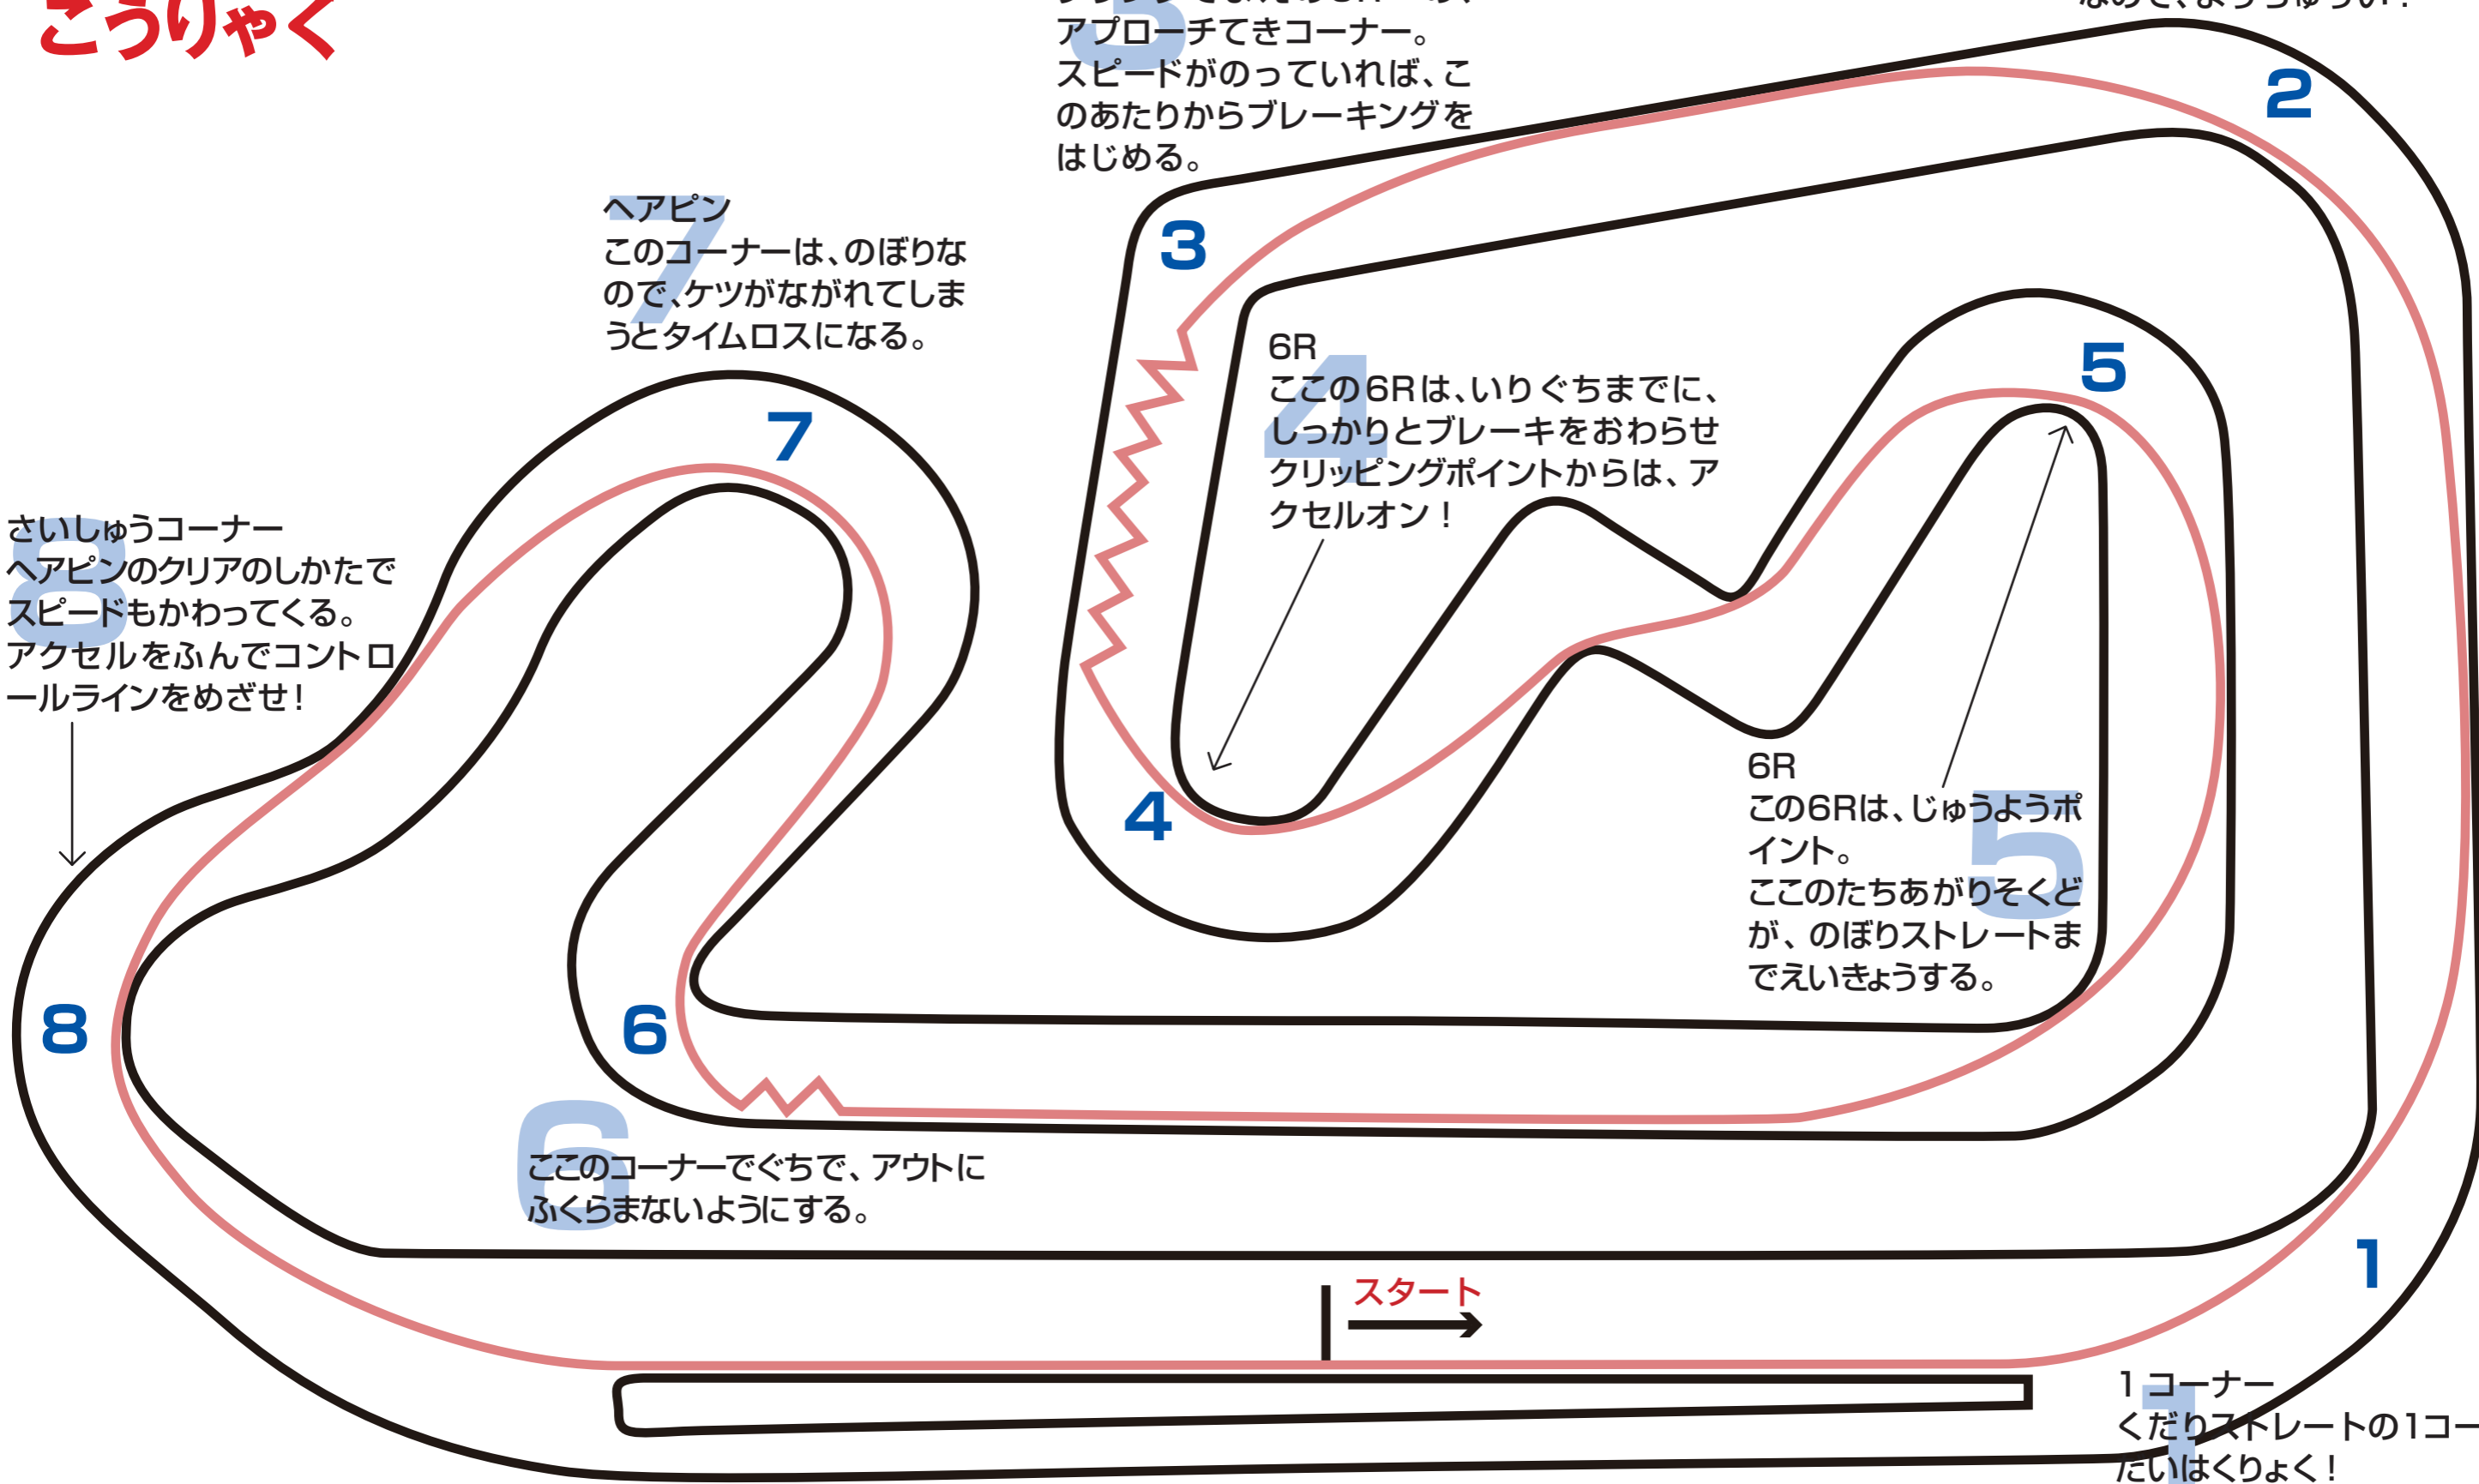 こうりゃく
アプローチてきコーナー。
スピードがのっていれば、こ
のあたりからブレーキングを
はじめる。
2
3
ヘアピン
このコーナーは、のぼりな
ので、ケツがながれてしま
うとタイムロスになる。
7
7
6R
ここの6Rは、いりぐちまでに、
しっかりとブレーキをおわらせ
クリッピングポイントからは、ア
クセルオン！
4
4
5
さいしゅうコーナー
ヘアピンのクリアのしかたで
スピードもかわってくる。
アクセルをふんでコントロ
ールラインをめざせ！
8
8
6R
この6Rは、じゅうようポ
イント。
ここのたちあがりそくど
が、のぼりストレートま
でえいきょうする。
5
6
6
ここのコーナーでぐちで、アウトに
ふくらまないようにする。
スタート
1
1コーナー
くだりストレートの1コー
だいはくりょく！
1